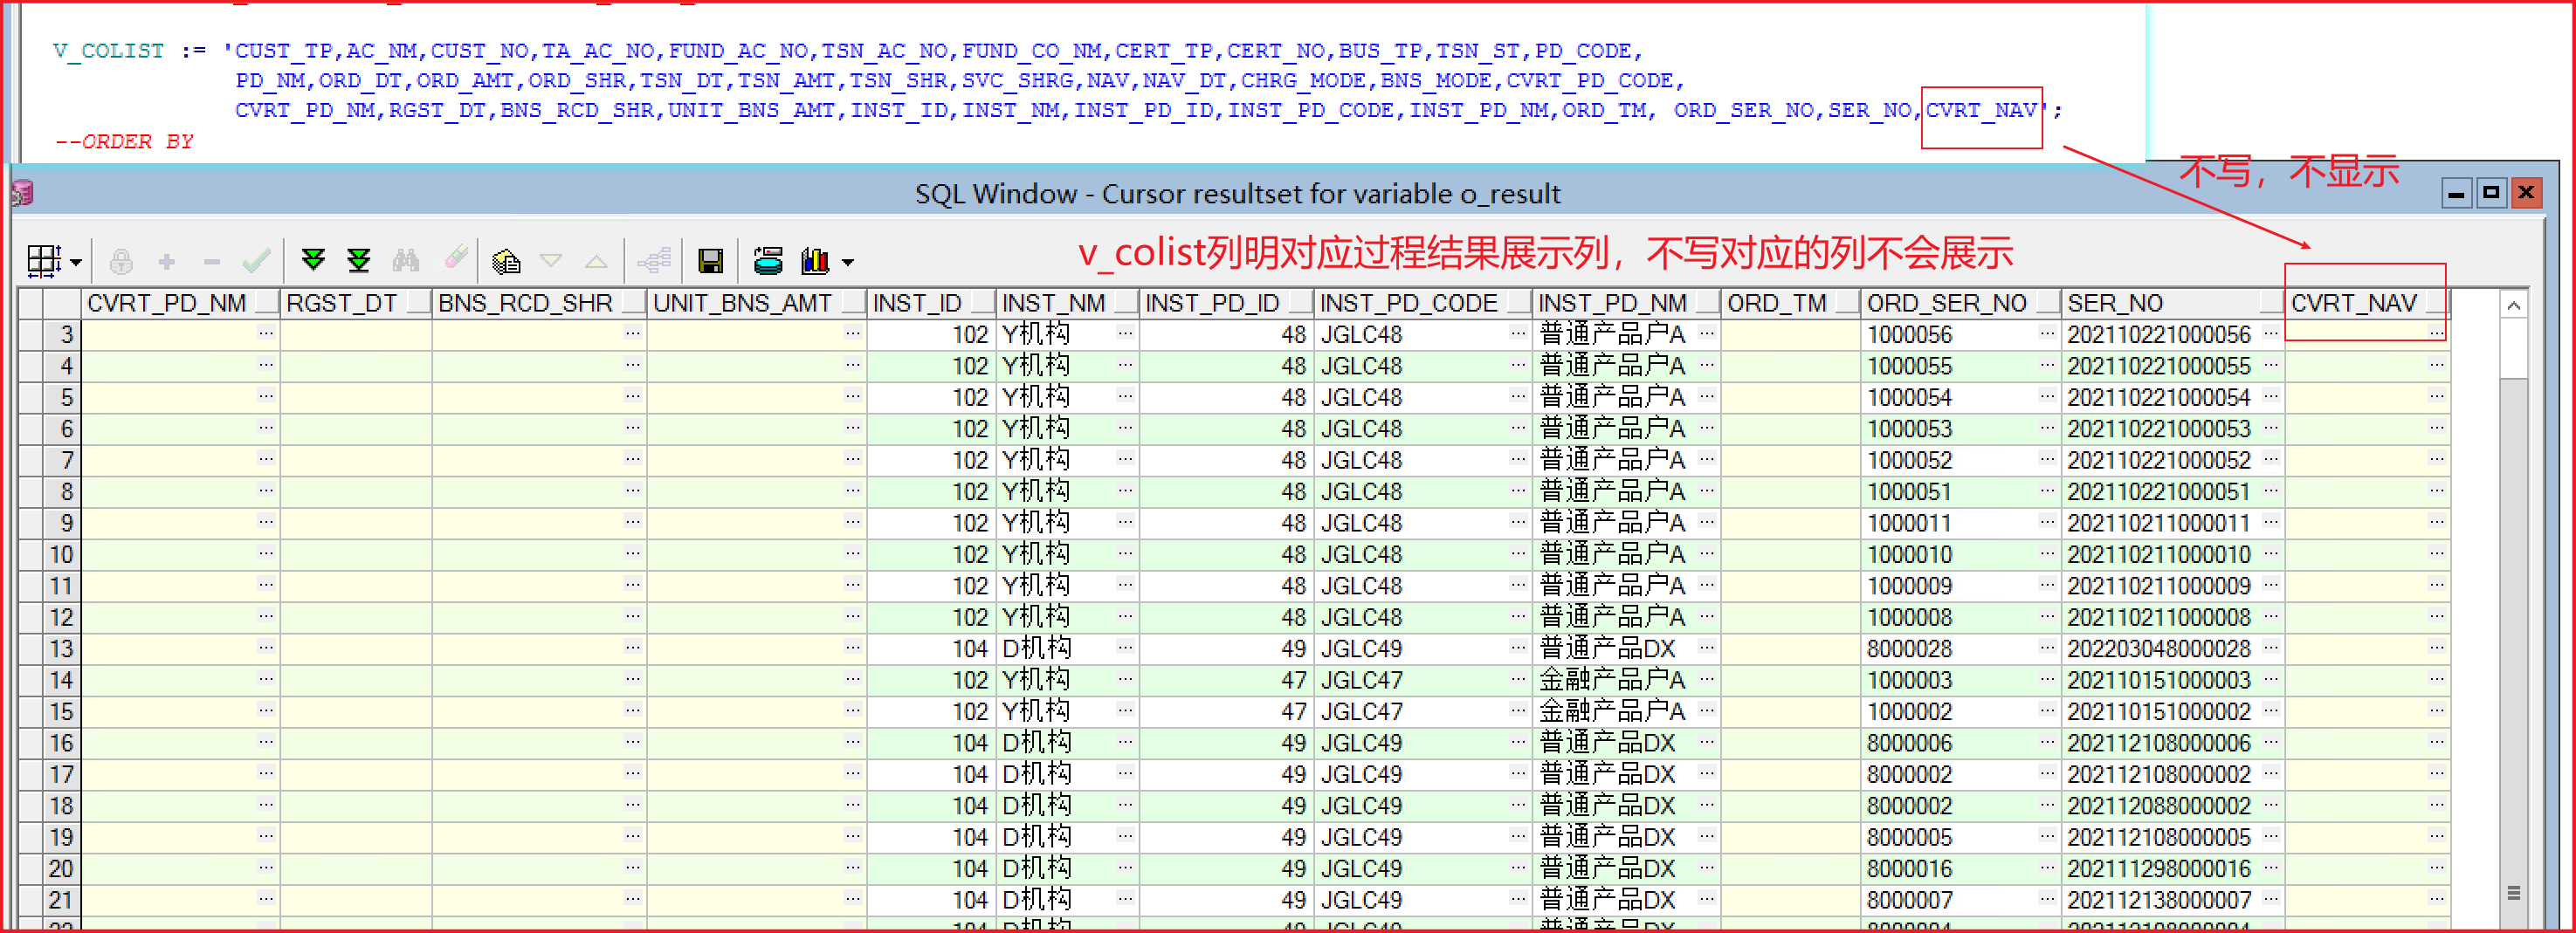 V_COLIST := 'CUST_TP,AC_NM,CUST_NO,TA_AC_NO,FUND_AC_NO,TSN_AC_NO,FUND_CO_NM,CERT_TP,CERT_NO,BUS_TP,TSN_ST,PD_CODE,
PD_NM,ORD_DT,ORD_AMT,ORD_SHR,TSN_DT,TSN_AMT,TSN_SHR,SVC_SHRG,NAV,NAV_DT,CHRG_MODE,BNS_MODE,CVRT_PD_CODE,
CVRT_PD_NM,RGST_DT,BNS_RCD_SHR,UNIT_BNS_AMT,INST_ID,INST_NM,INST_PD_ID,INST_PD_CODE,INST_PD_NM,ORD_TM, ORD_SER_NO,SER_NO,CVRT_NAV';
--ORDER BY
不写，不显示
SQL Window - Cursor resultset for variable o_result
v_colist列明对应过程结果展示列，不写对应的列不会展示
CVRT_PD_NM RGST_DT BNS_RCD_SHR UNIT_BNS_AMT INST_ID INST_NM INST_PD_ID INST_PD_CODE INST_PD_NM ORD_TM ORD_SER_NO SER_NO CVRT_NAV
3 102 Y机构 48 JGLC48 普通产品户A 1000056 202110221000056
4 102 Y机构 48 JGLC48 普通产品户A 1000055 202110221000055
5 102 Y机构 48 JGLC48 普通产品户A 1000054 202110221000054
6 102 Y机构 48 JGLC48 普通产品户A 1000053 202110221000053
7 102 Y机构 48 JGLC48 普通产品户A 1000052 202110221000052
8 102 Y机构 48 JGLC48 普通产品户A 1000051 202110221000051
9 102 Y机构 48 JGLC48 普通产品户A 1000011 202110211000011
10 102 Y机构 48 JGLC48 普通产品户A 1000010 202110211000010
11 102 Y机构 48 JGLC48 普通产品户A 1000009 202110211000009
12 102 Y机构 48 JGLC48 普通产品户A 1000008 202110211000008
13 104 D机构 49 JGLC49 普通产品DX 8000028 202203048000028
14 102 Y机构 47 JGLC47 金融产品户A 1000003 202110151000003
15 102 Y机构 47 JGLC47 金融产品户A 1000002 202110151000002
16 104 D机构 49 JGLC49 普通产品DX 8000006 202112108000006
17 104 D机构 49 JGLC49 普通产品DX 8000002 202112108000002
18 104 D机构 49 JGLC49 普通产品DX 8000002 202112088000002
19 104 D机构 49 JGLC49 普通产品DX 8000005 202112108000005
20 104 D机构 49 JGLC49 普通产品DX 8000016 202111298000016
21 104 D机构 49 JGLC49 普通产品DX 8000007 202112138000007